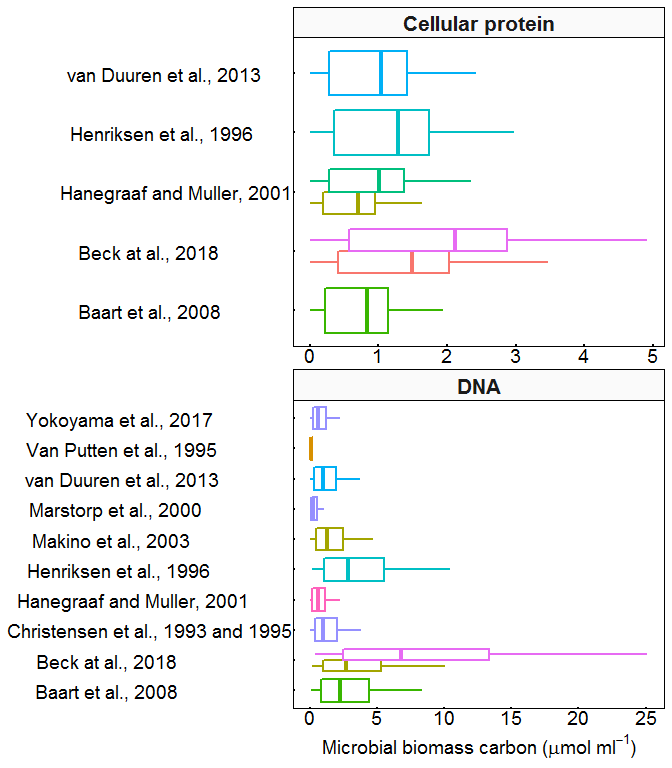 Cellular protein
van Duuren et al., 2013
Henriksen et al., 1996
Hanegraaf and Muller, 2001
Beck at al., 2018
Baart et al., 2008
0 1 2 3 4 5
DNA
Yokoyama et al., 2017
Van Putten et al., 1995
van Duuren et al., 2013
Marstorp et al., 2000
Makino et al., 2003
Henriksen et al., 1996
Hanegraaf and Muller, 2001
Christensen et al., 1993 and 1995
Beck at al., 2018
Baart et al., 2008
0 5 10 15 20 25
Microbial biomass carbon (μmol ml⁻¹)